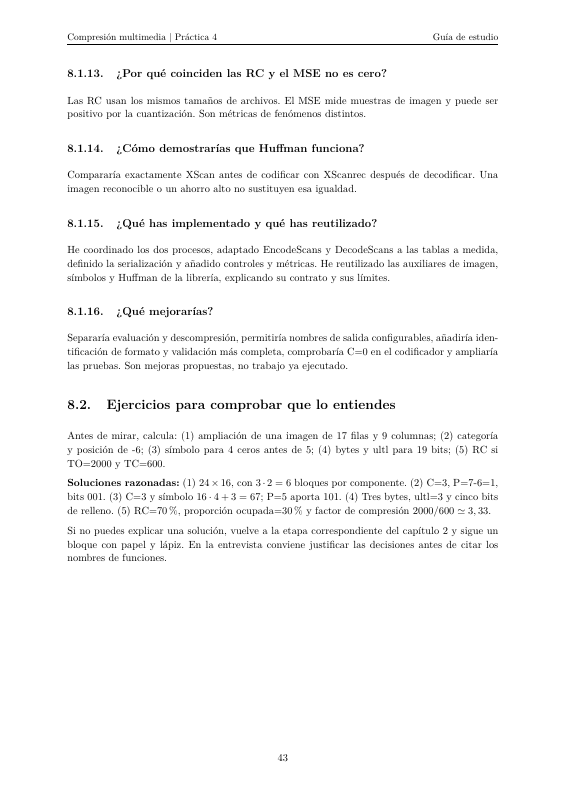 Compresión multimedia | Práctica 4 Guía de estudio
8.1.13. ¿Por qué coinciden las RC y el MSE no es cero?
Las RC usan los mismos tamaños de archivos. El MSE mide muestras de imagen y puede ser
positivo por la cuantización. Son métricas de fenómenos distintos.
8.1.14. ¿Cómo demostrarías que Huffman funciona?
Compararía exactamente XScan antes de codificar con XScanrec después de decodificar. Una
imagen reconocible o un ahorro alto no sustituyen esa igualdad.
8.1.15. ¿Qué has implementado y qué has reutilizado?
He coordinado los dos procesos, adaptado EncodeScans y DecodeScans a las tablas a medida,
definido la serialización y añadido controles y métricas. He reutilizado las auxiliares de imagen,
símbolos y Huffman de la librería, explicando su contrato y sus límites.
8.1.16. ¿Qué mejorarías?
Separaría evaluación y descompresión, permitiría nombres de salida configurables, añadiría iden-
tificación de formato y validación más completa, comprobaría C=0 en el codificador y ampliaría
las pruebas. Son mejoras propuestas, no trabajo ya ejecutado.
8.2. Ejercicios para comprobar que lo entiendes
Antes de mirar, calcula: (1) ampliación de una imagen de 17 filas y 9 columnas; (2) categoría
y posición de -6; (3) símbolo para 4 ceros antes de 5; (4) bytes y ultl para 19 bits; (5) RC si
TO=2000 y TC=600.
Soluciones razonadas: (1) 24 × 16, con 3 · 2 = 6 bloques por componente. (2) C=3, P=7-6=1,
bits 001. (3) C=3 y símbolo 16 · 4 + 3 = 67; P=5 aporta 101. (4) Tres bytes, ultl=3 y cinco bits
de relleno. (5) RC=70 %, proporción ocupada=30 % y factor de compresión 2000/600 ≃ 3,33.
Si no puedes explicar una solución, vuelve a la etapa correspondiente del capítulo 2 y sigue un
bloque con papel y lápiz. En la entrevista conviene justificar las decisiones antes de citar los
nombres de funciones.
43